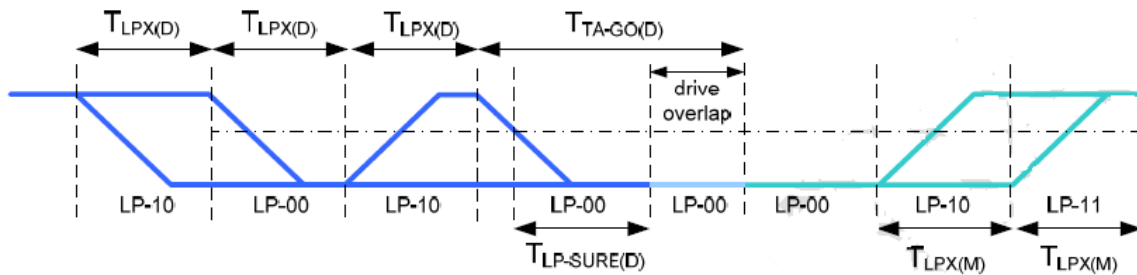 TLPX(D) TLPX(D) TLPX(D) TTA-GO(D)
drive
overlap
LP-10 LP-00 LP-10 LP-00 LP-00 LP-00 LP-10 LP-11
TLP-SURE(D) TLPX(M) TLPX(M)